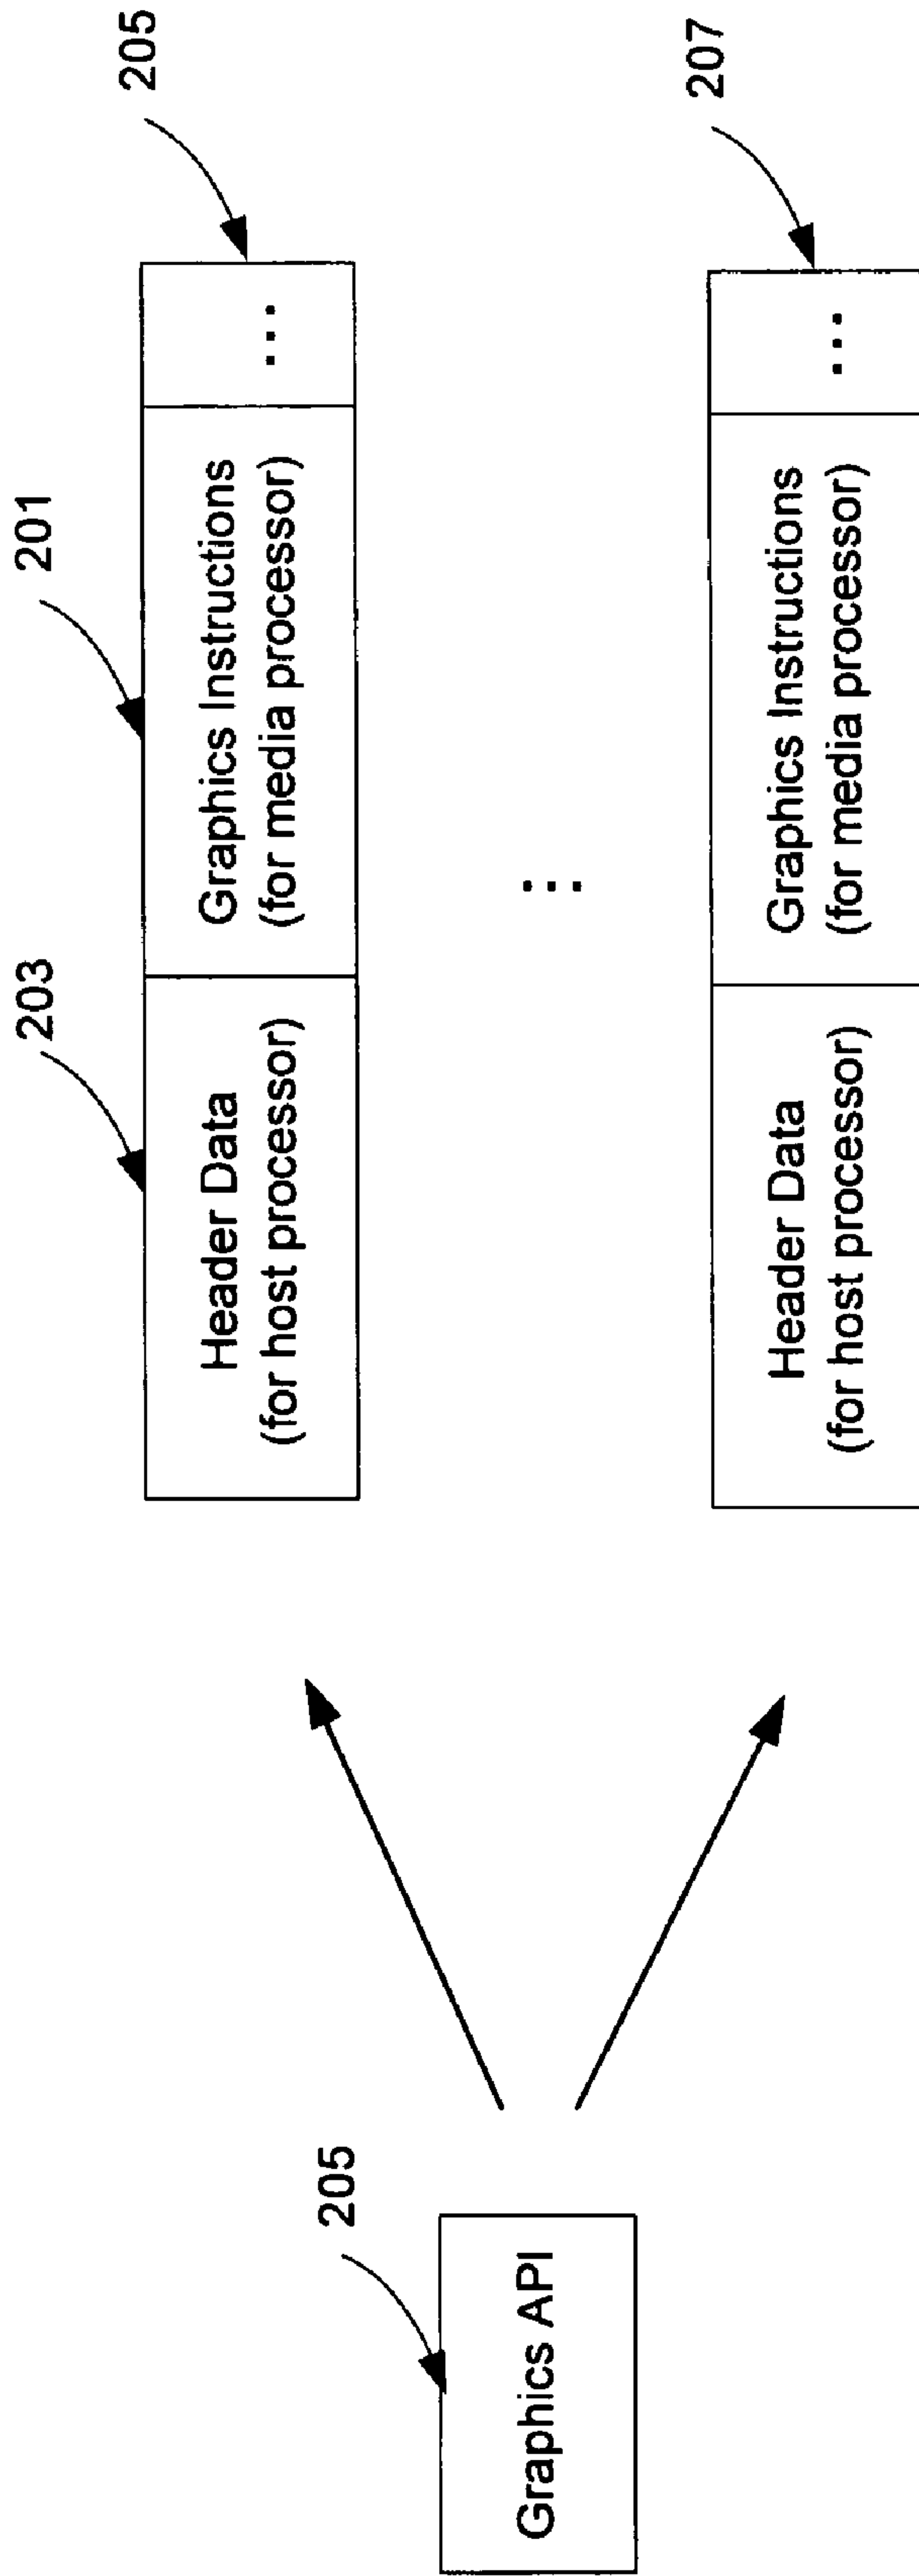 203
201
205
Header Data
(for host processor)
Graphics Instructions
(for media processor)
...
205
Graphics API
...
207
Header Data
(for host processor)
Graphics Instructions
(for media processor)
...